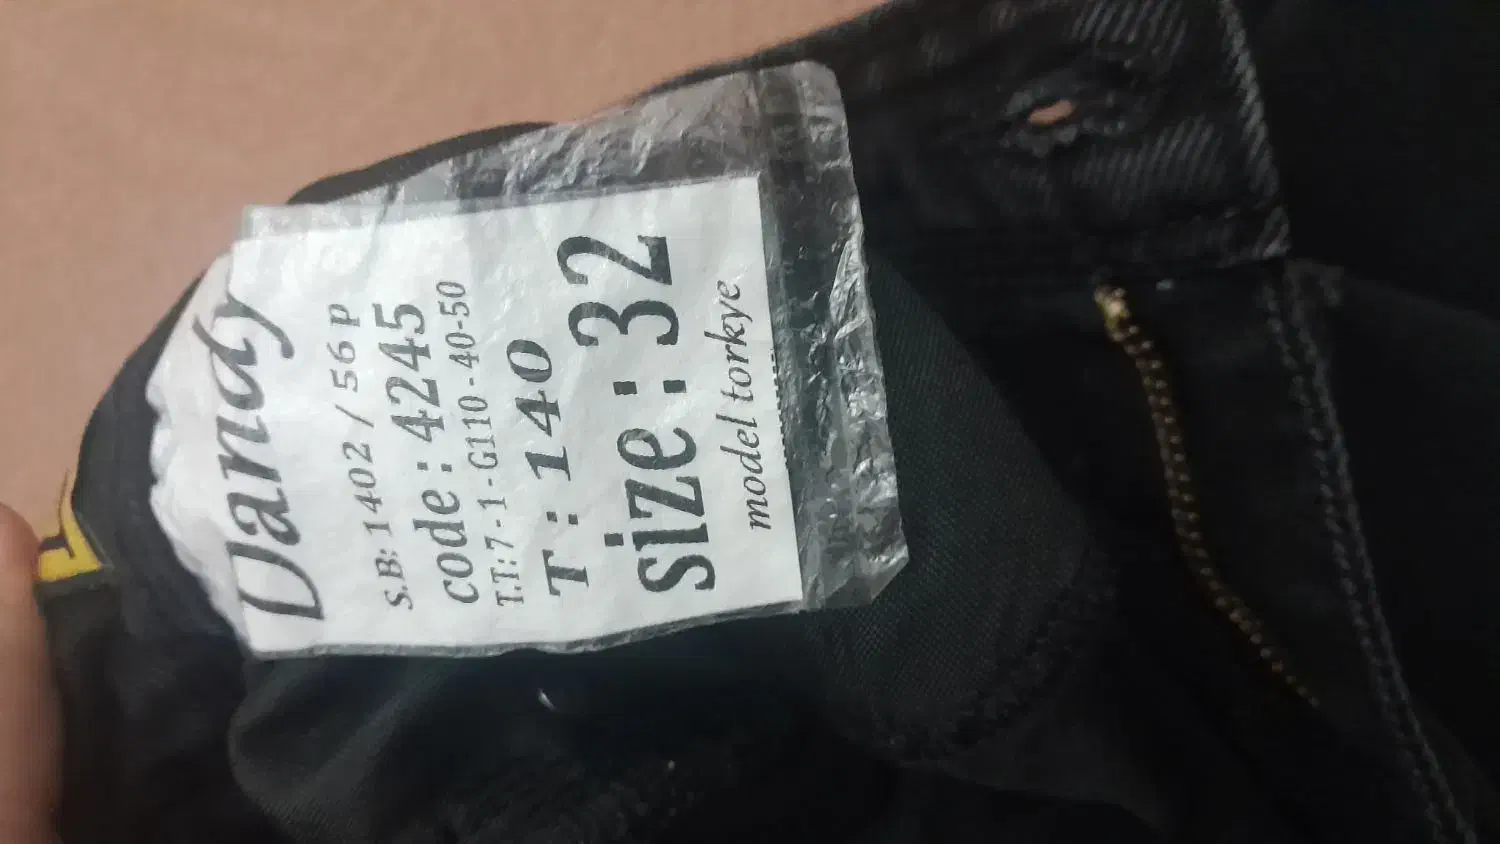 Dandy
S.B: 1402 / 56 P
code : 4245
T.T: 7 - 1 - G110 - 40-50
T : 140
size : 32
model torkye